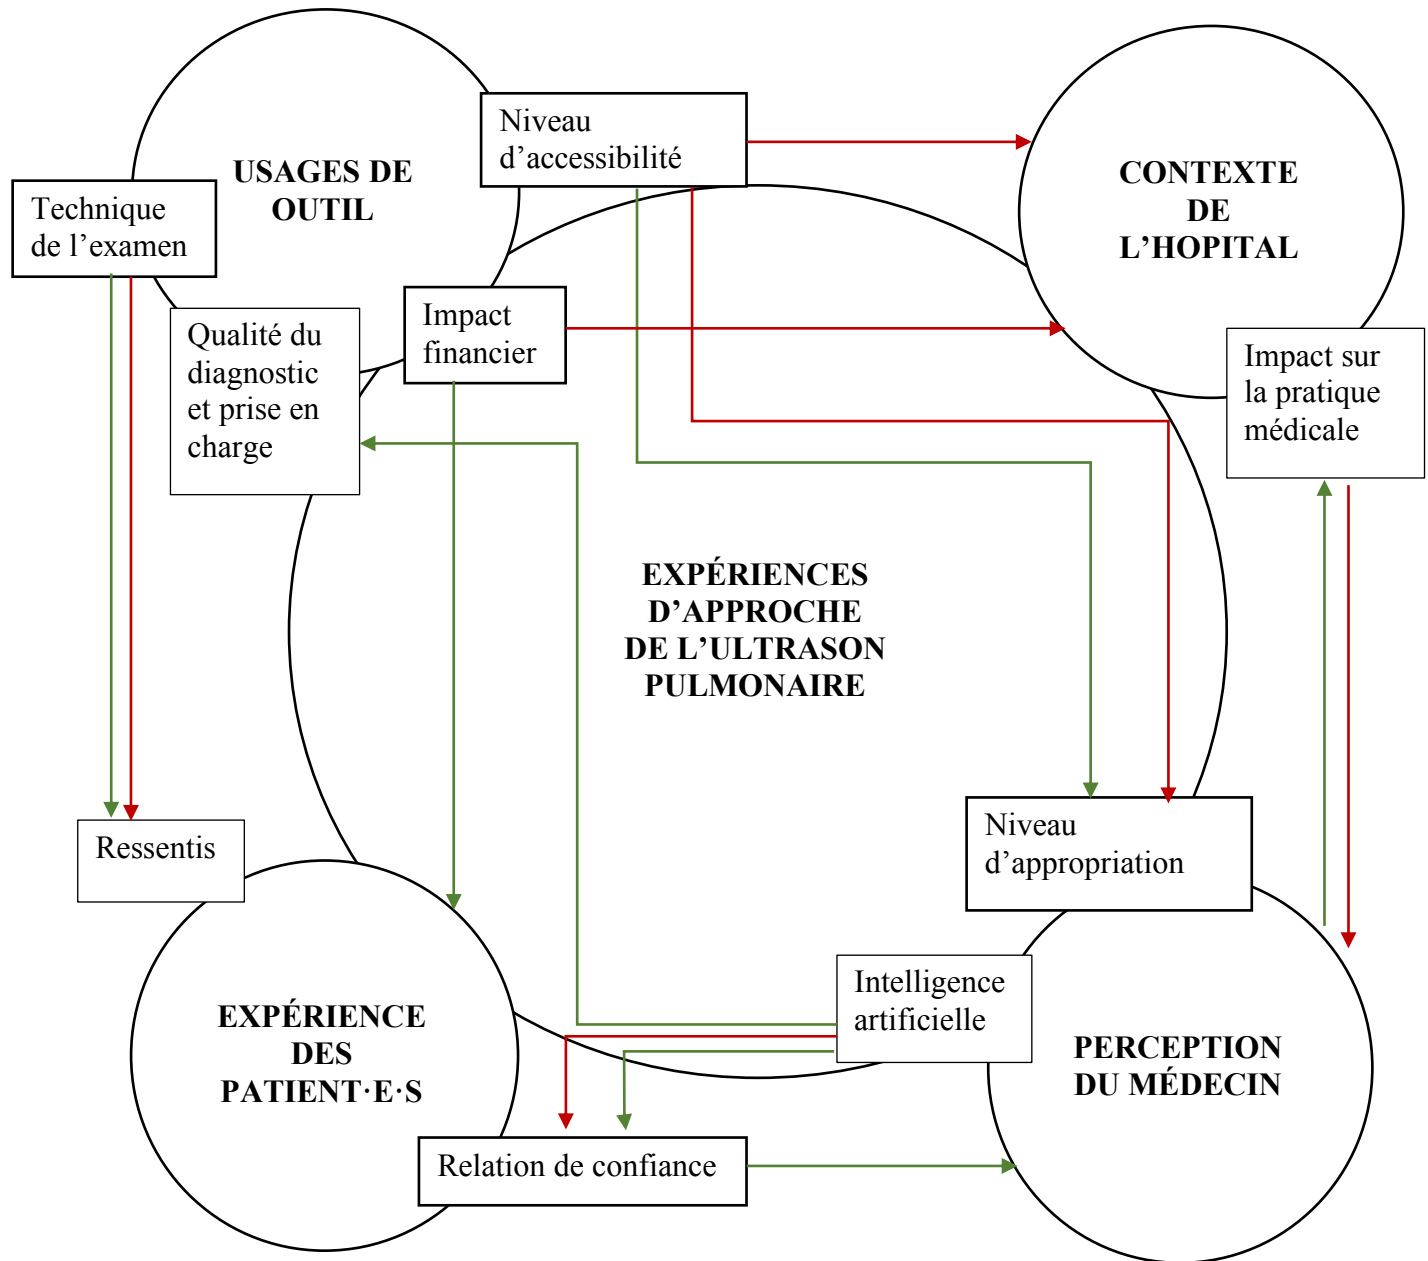 Niveau
d'accessibilité
USAGES DE
OUTIL
CONTEXTE
DE
L'HOPITAL
Technique
de l'examen
Impact
financier
Qualité du
diagnostic
et prise en
charge
Impact sur
la pratique
médicale
EXPÉRIENCES
D'APPROCHE
DE L'ULTRASON
PULMONAIRE
Ressentis
Niveau
d'appropriation
Intelligence
artificielle
EXPÉRIENCE
DES
PATIENT·E·S
PERCEPTION
DU MÉDECIN
Relation de confiance